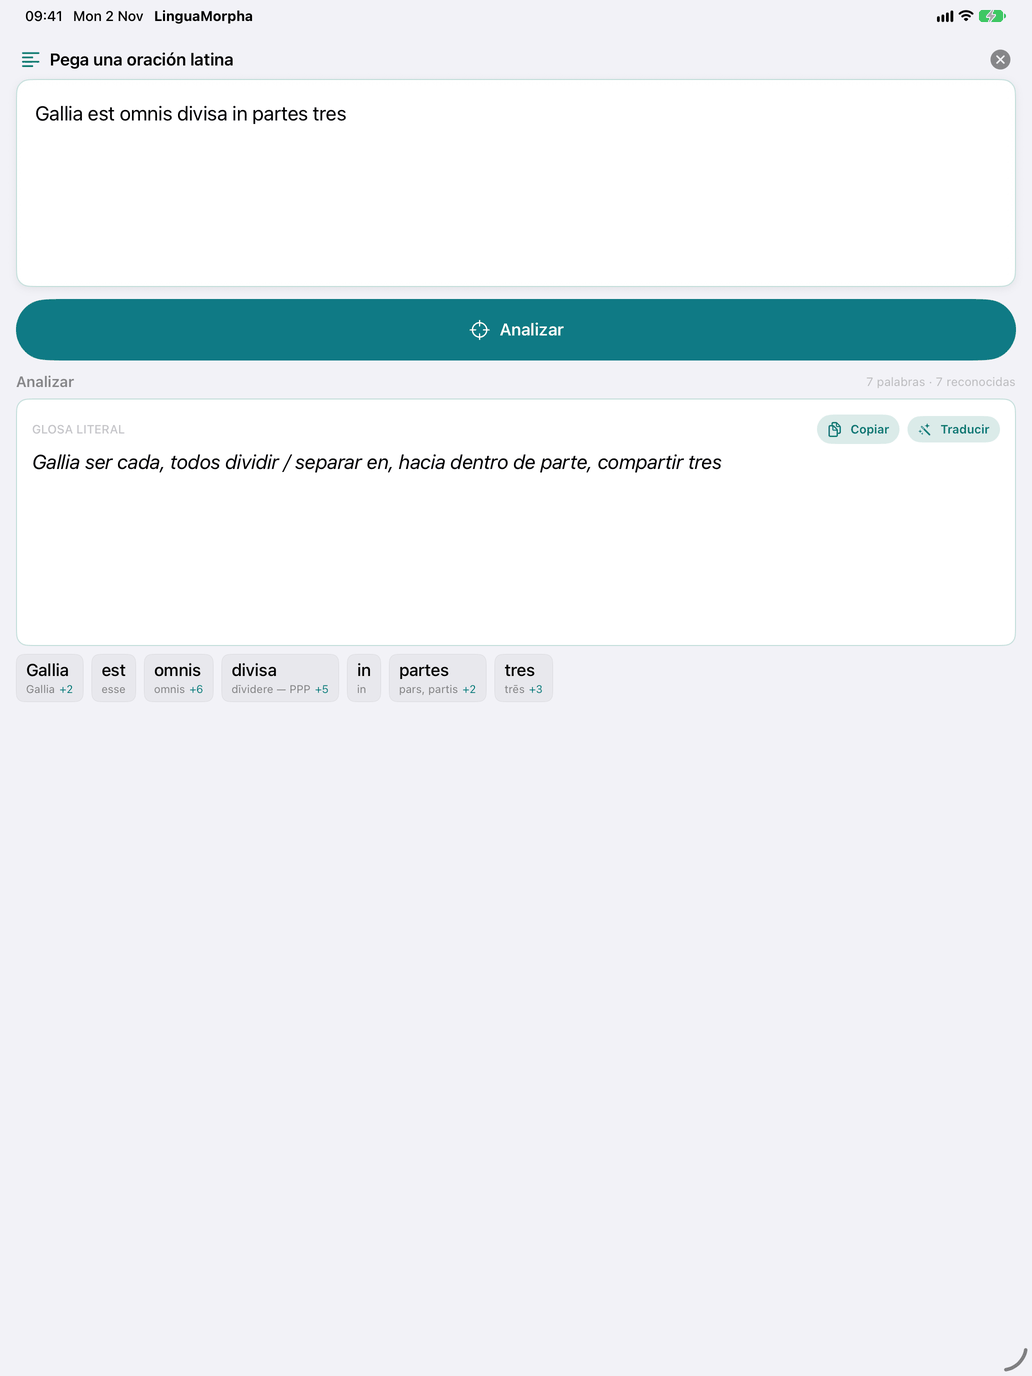 09:41 Mon 2 Nov LinguaMorpha
Pega una oración latina
Gallia est omnis divisa in partes tres
Analizar
Analizar 7 palabras · 7 reconocidas
GLOSA LITERAL Copiar Traducir
Gallia ser cada, todos dividir / separar en, hacia dentro de parte, compartir tres
Gallia est omnis divisa in partes tres
Gallia +2 esse omnis +6 dīvidere — PPP +5 in pars, partis +2 trēs +3